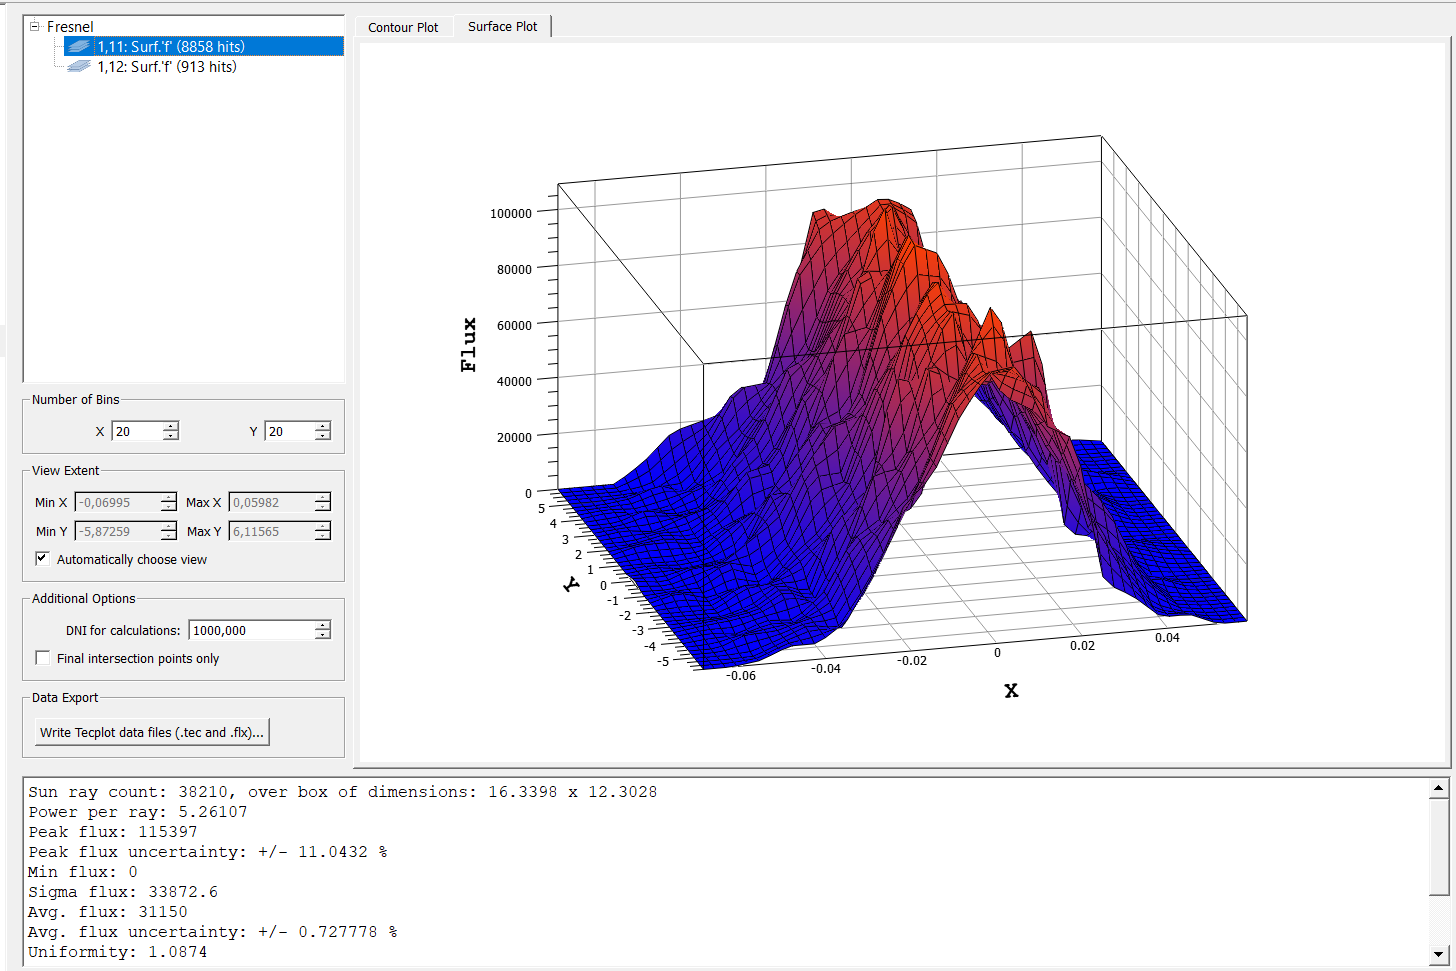 Fresnel
1,11: Surf.'f' (8858 hits)
1,12: Surf.'f' (913 hits)
Number of Bins
X 20 Y 20
View Extent
Min X -0,06995 Max X 0,05982
Min Y -5,87259 Max Y 6,11565
Automatically choose view
Additional Options
DNI for calculations: 1000,000
Final intersection points only
Data Export
Write Tecplot data files (.tec and .flx)...
Contour Plot Surface Plot
Flux
100000
80000
60000
40000
20000
0
Y
5
4
3
2
1
0
-1
-2
-3
-4
-5
-0.06 -0.04 -0.02 0 0.02 0.04
X
Sun ray count: 38210, over box of dimensions: 16.3398 x 12.3028
Power per ray: 5.26107
Peak flux: 115397
Peak flux uncertainty: +/- 11.0432 %
Min flux: 0
Sigma flux: 33872.6
Avg. flux: 31150
Avg. flux uncertainty: +/- 0.727778 %
Uniformity: 1.0874